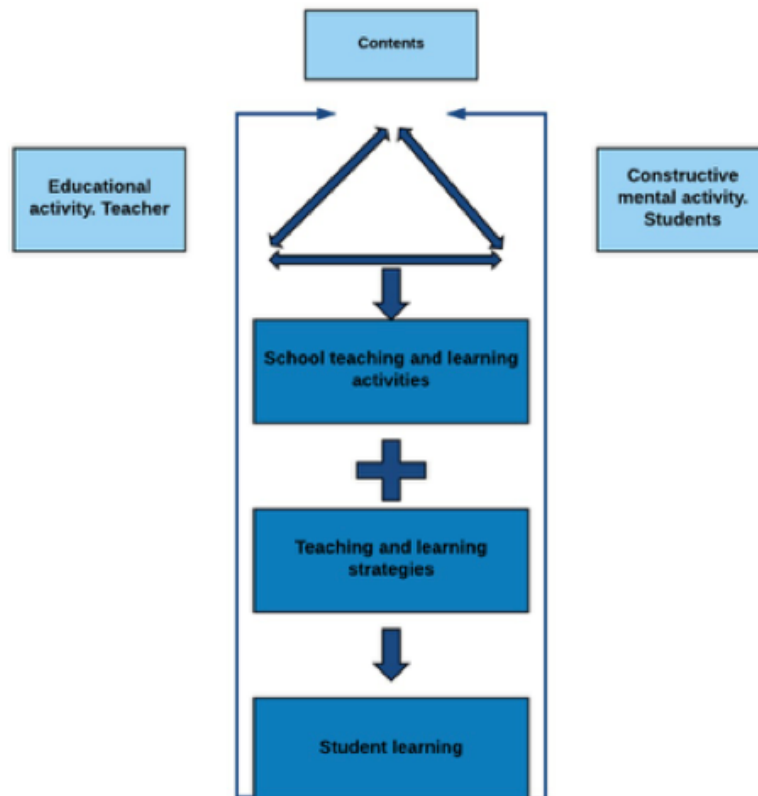 Contents
Educational
activity. Teacher
Constructive
mental activity.
Students
School teaching and learning
activities
Teaching and learning
strategies
Student learning